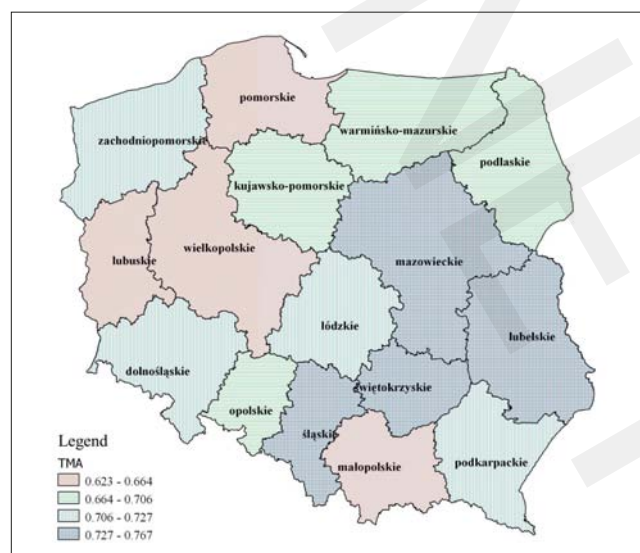 pomorskie
warmińsko-mazurskie
zachodniopomorskie
podlaskie
kujawsko-pomorskie
wielkopolskie
mazowieckie
lubuskie
łódzkie
lubelskie
dolnośląskie
więtokrzyskie
opolskie
śląskie
podkarpackie
małopolskie
Legend
TMA
0.623 - 0.664
0.664 - 0.706
0.706 - 0.727
0.727 - 0.767